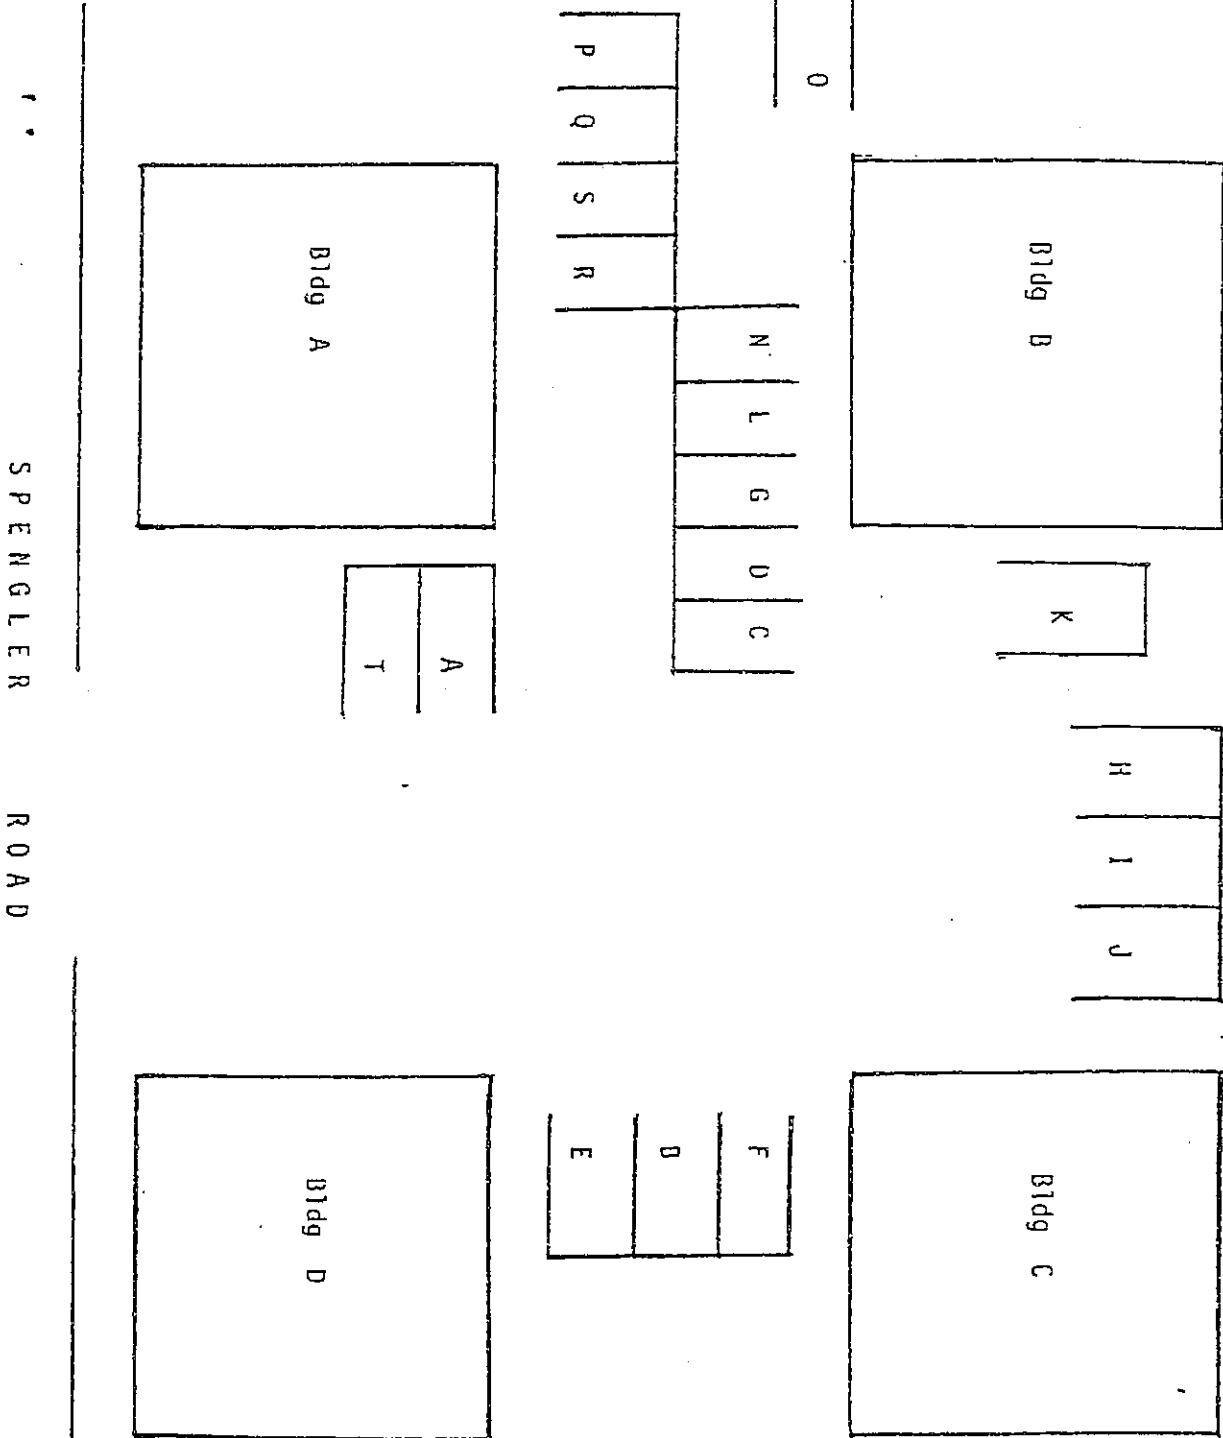 H I J
K
Bldg B
Bldg C
O
N L G D C
F
B
E
P Q S R
A
T
Bldg A
Bldg D
SPENGLER ROAD